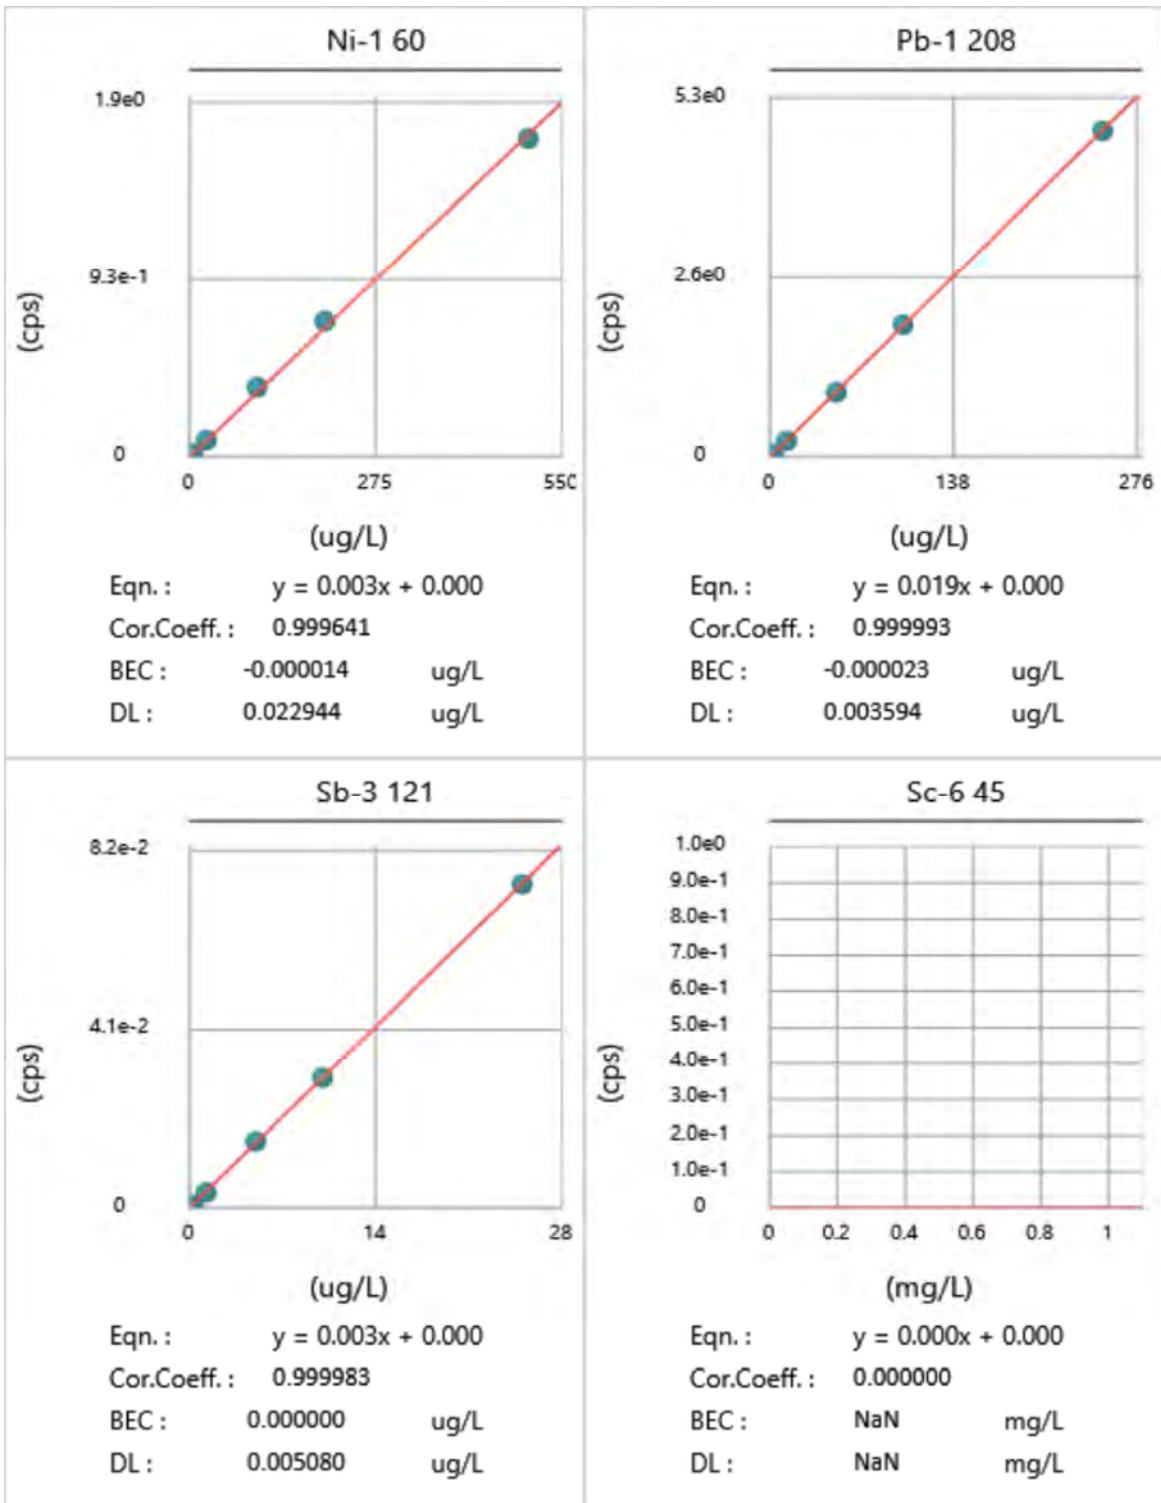 Ni-1 60
1.9e0
9.3e-1
0
(cps)
0 275 550
(ug/L)
Eqn. : y = 0.003x + 0.000
Cor.Coeff. : 0.999641
BEC : -0.000014 ug/L
DL : 0.022944 ug/L
Pb-1 208
5.3e0
2.6e0
0
(cps)
0 138 276
(ug/L)
Eqn. : y = 0.019x + 0.000
Cor.Coeff. : 0.999993
BEC : -0.000023 ug/L
DL : 0.003594 ug/L
Sb-3 121
8.2e-2
4.1e-2
0
(cps)
0 14 28
(ug/L)
Eqn. : y = 0.003x + 0.000
Cor.Coeff. : 0.999983
BEC : 0.000000 ug/L
DL : 0.005080 ug/L
Sc-6 45
1.0e0
9.0e-1
8.0e-1
7.0e-1
6.0e-1
5.0e-1
4.0e-1
3.0e-1
2.0e-1
1.0e-1
0
(cps)
0 0.2 0.4 0.6 0.8 1
(mg/L)
Eqn. : y = 0.000x + 0.000
Cor.Coeff. : 0.000000
BEC : NaN mg/L
DL : NaN mg/L